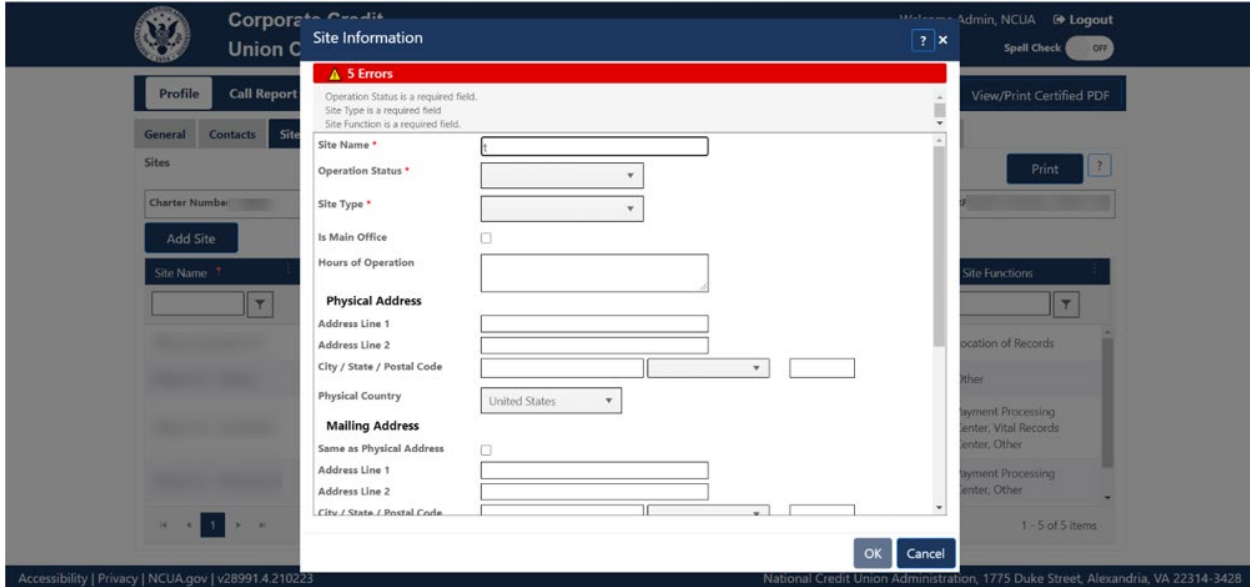 Corporate Credit
Union C
Welcome Admin, NCUA Logout
Spell Check OFF
Site Information ? ×
5 Errors
Operation Status is a required field.
Site Type is a required field
Site Function is a required field.
Profile Call Report View/Print Certified PDF
General Contacts Site
Sites Print ?
Charter Numbe
Add Site
Site Name Site Functions
Site Name *
t
Operation Status *
Site Type *
Is Main Office
Hours of Operation
Physical Address
Address Line 1
Address Line 2
City / State / Postal Code
Physical Country United States
Mailing Address
Same as Physical Address
Address Line 1
Address Line 2
City / State / Postal Code
ocation of Records
Other
ayment Processing
Center, Vital Records
Center, Other
ayment Processing
Center, Other
1
1 - 5 of 5 items
OK Cancel
Accessibility | Privacy | NCUA.gov | v28991.4.210223
National Credit Union Administration, 1775 Duke Street, Alexandria, VA 22314-3428